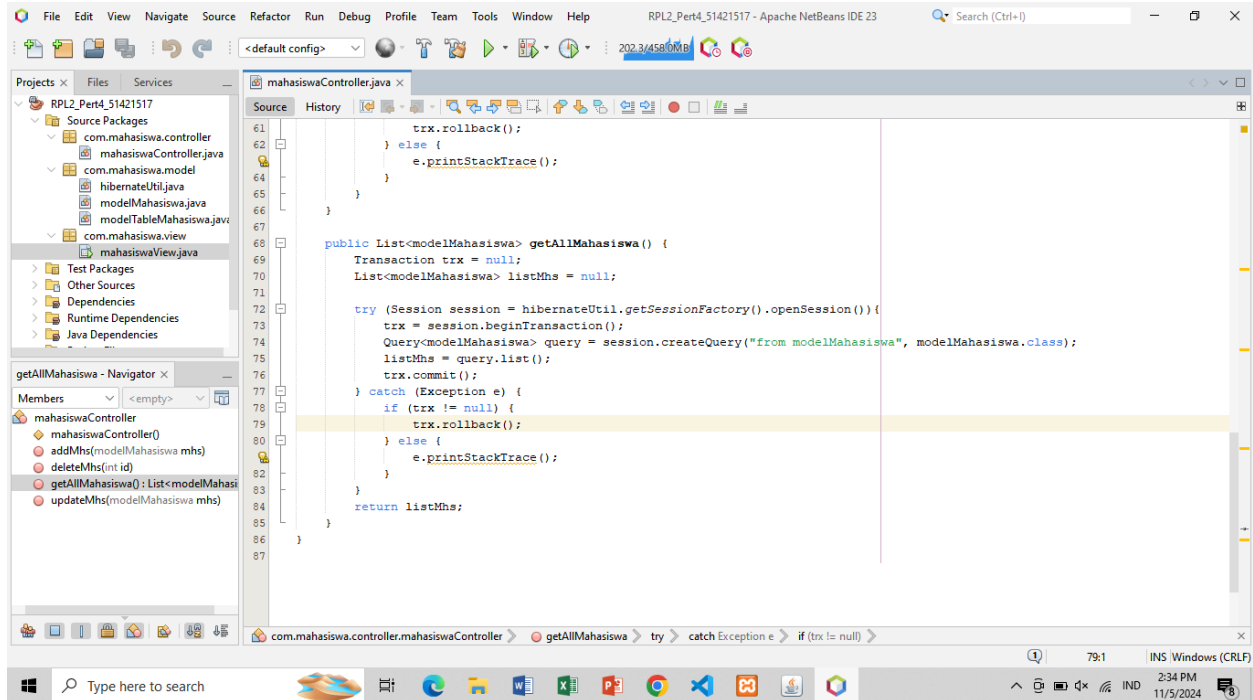 File Edit View Navigate Source Refactor Run Debug Profile Team Tools Window Help RPL2_Pert4_51421517 - Apache NetBeans IDE 23 Search (Ctrl+I)
<default config> 202.3/458.0MB
Projects Files Services mahasiswaController.java
RPL2_Pert4_51421517
Source Packages
com.mahasiswa.controller
mahasiswaController.java
com.mahasiswa.model
hibernateUtil.java
modelMahasiswa.java
modelTableMahasiswa.java
com.mahasiswa.view
mahasiswaView.java
Test Packages
Other Sources
Dependencies
Runtime Dependencies
Java Dependencies
getAllMahasiswa - Navigator
Members <empty>
mahasiswaController
mahasiswaController()
addMhs(modelMahasiswa mhs)
deleteMhs(int id)
getAllMahasiswa() : List<modelMahasi
updateMhs(modelMahasiswa mhs)
Source History
61 trx.rollback();
62 } else {
e.printStackTrace();
64 }
65 }
66 }
67
68 public List<modelMahasiswa> getAllMahasiswa() {
69 Transaction trx = null;
70 List<modelMahasiswa> listMhs = null;
71
72 try (Session session = hibernateUtil.getSessionFactory().openSession()){
73 trx = session.beginTransaction();
74 Query<modelMahasiswa> query = session.createQuery("from modelMahasiswa", modelMahasiswa.class);
75 listMhs = query.list();
76 trx.commit();
77 } catch (Exception e) {
78 if (trx != null) {
79 trx.rollback();
80 } else {
e.printStackTrace();
82 }
83 }
84 return listMhs;
85 }
86 }
87
com.mahasiswa.controller.mahasiswaController getAllMahasiswa try catch Exception e if (trx != null)
1 79:1 INS Windows (CRLF)
Type here to search IND 2:34 PM
11/5/2024 8